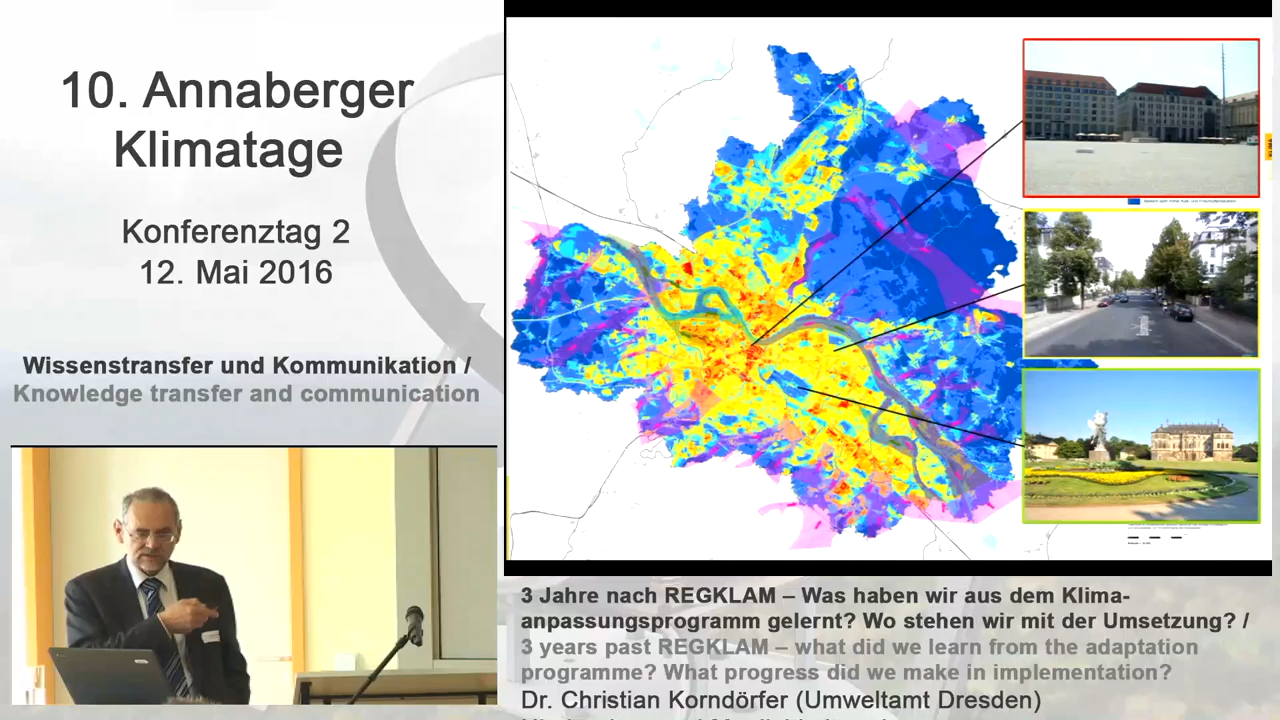 10. Annaberger
Klimatage
Konferenztag 2
12. Mai 2016
Wissenstransfer und Kommunikation /
Knowledge transfer and communication
3 Jahre nach REGKLAM – Was haben wir aus dem Klima-
anpassungsprogramm gelernt? Wo stehen wir mit der Umsetzung? /
3 years past REGKLAM – what did we learn from the adaptation
programme? What progress did we make in implementation?
Dr. Christian Korndörfer (Umweltamt Dresden)